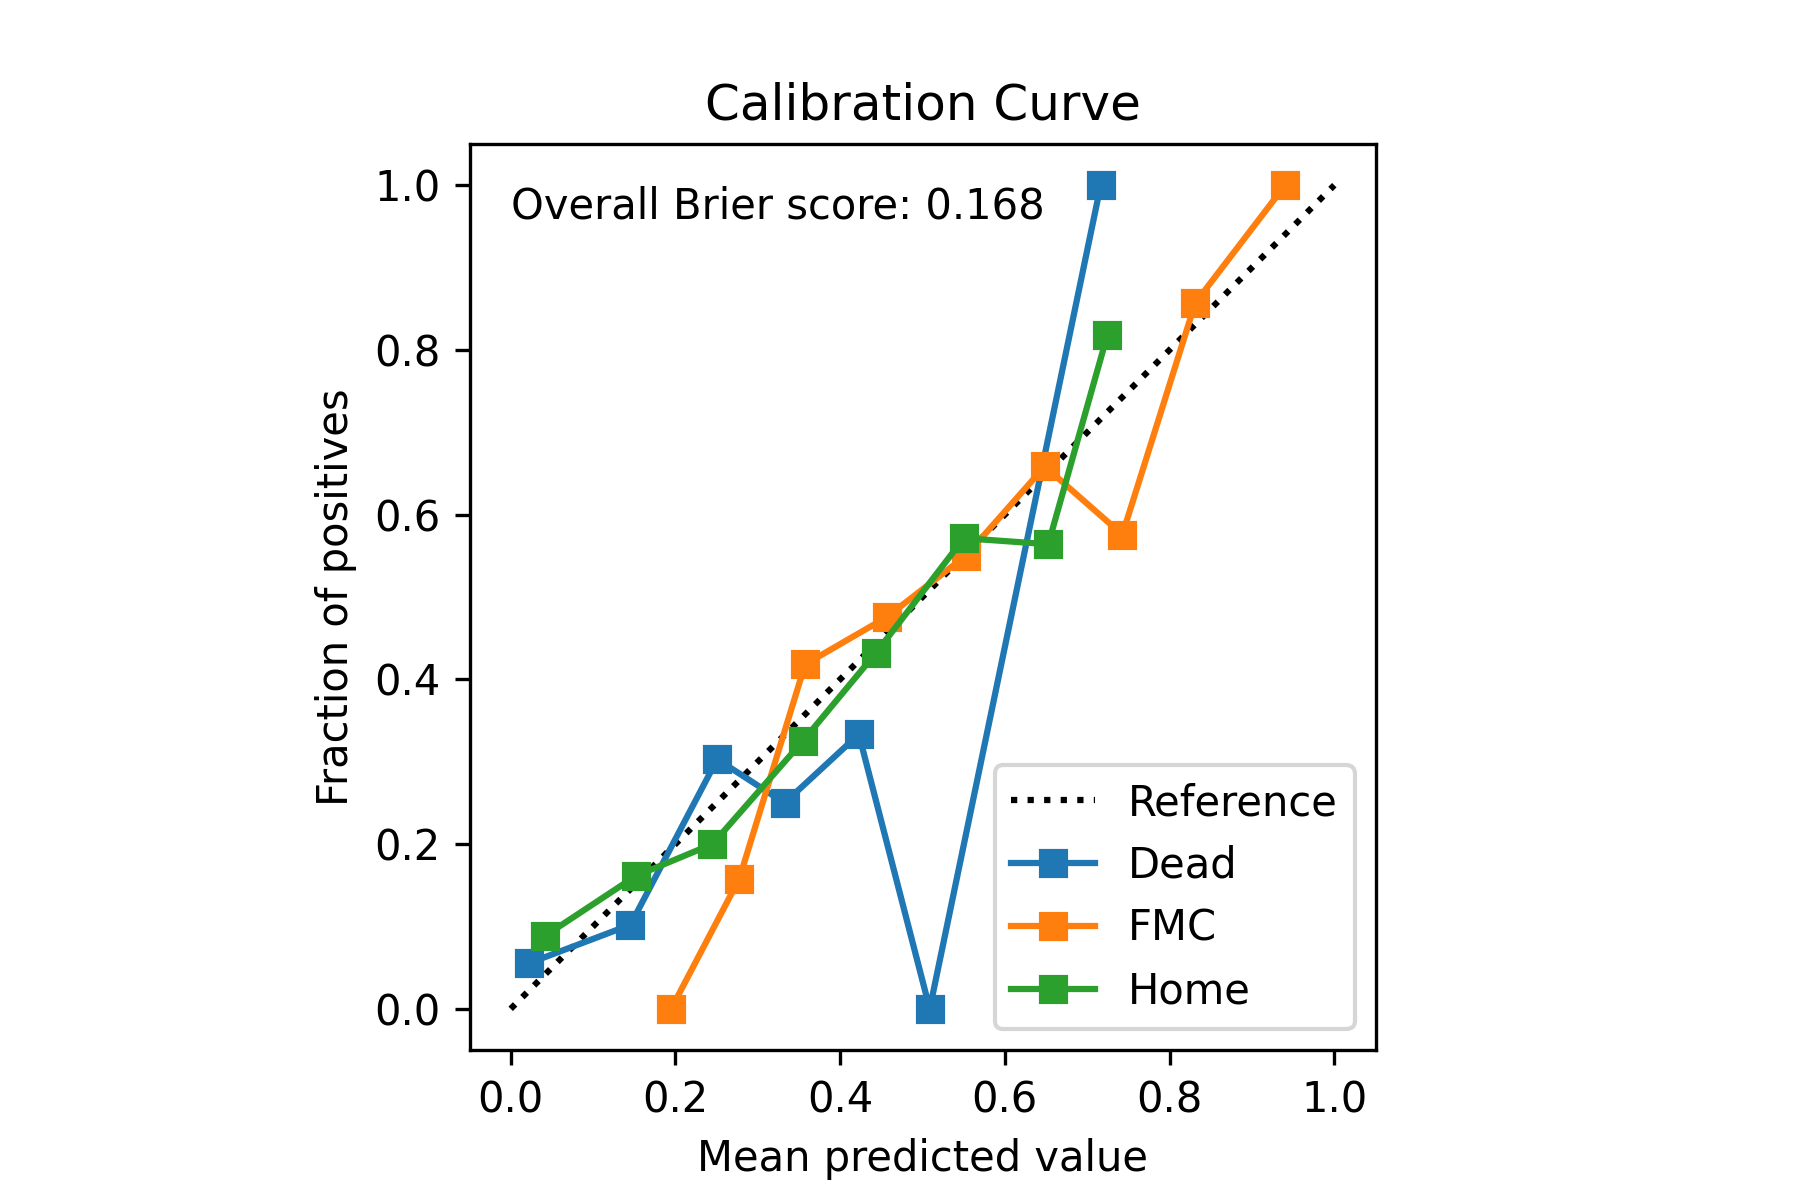 Calibration Curve
Overall Brier score: 0.168
Fraction of positives
1.0
0.8
0.6
0.4
0.2
0.0
Reference
Dead
FMC
Home
0.0 0.2 0.4 0.6 0.8 1.0
Mean predicted value